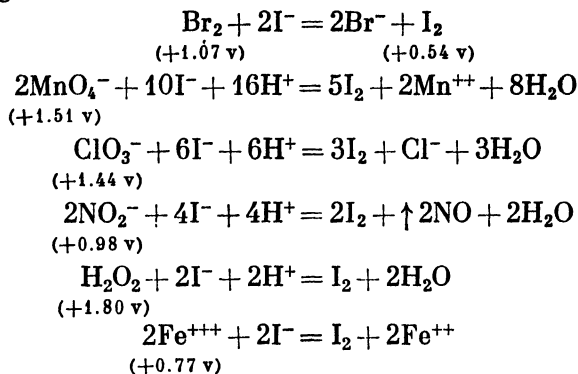 Br₂ + 2I⁻ = 2Br⁻ + I₂
(+1.07 v) (+0.54 v)
2MnO₄⁻ + 10I⁻ + 16H⁺ = 5I₂ + 2Mn⁺⁺ + 8H₂O
(+1.51 v)
ClO₃⁻ + 6I⁻ + 6H⁺ = 3I₂ + Cl⁻ + 3H₂O
(+1.44 v)
2NO₂⁻ + 4I⁻ + 4H⁺ = 2I₂ + ↑2NO + 2H₂O
(+0.98 v)
H₂O₂ + 2I⁻ + 2H⁺ = I₂ + 2H₂O
(+1.80 v)
2Fe⁺⁺⁺ + 2I⁻ = I₂ + 2Fe⁺⁺
(+0.77 v)